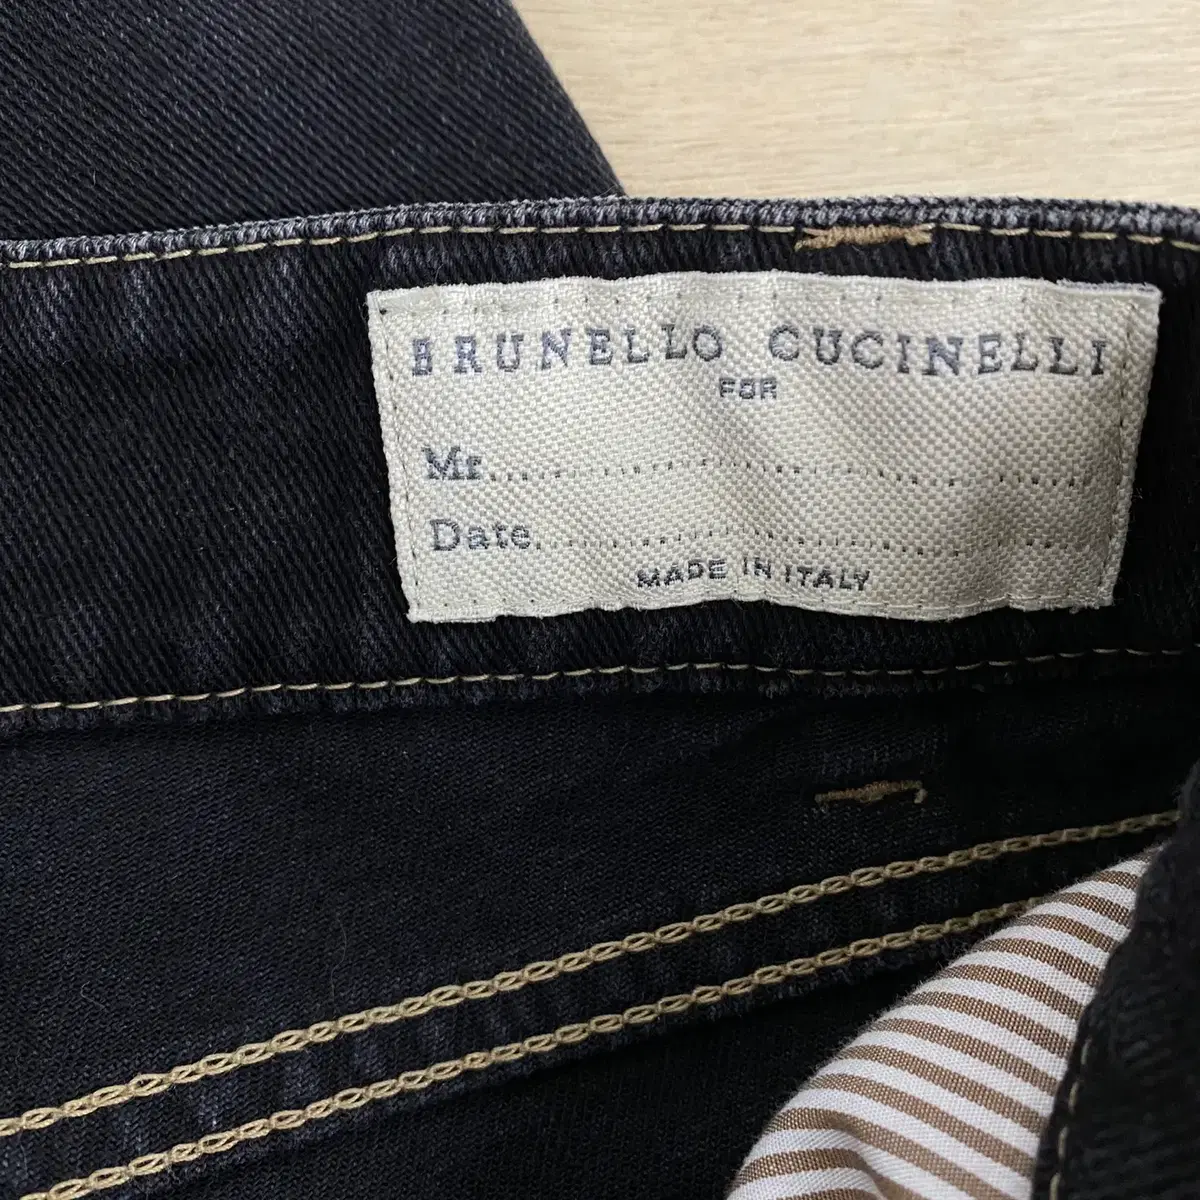 BRUNELLO CUCINELLI
FOR
Mr..............................
Date..............................
MADE IN ITALY